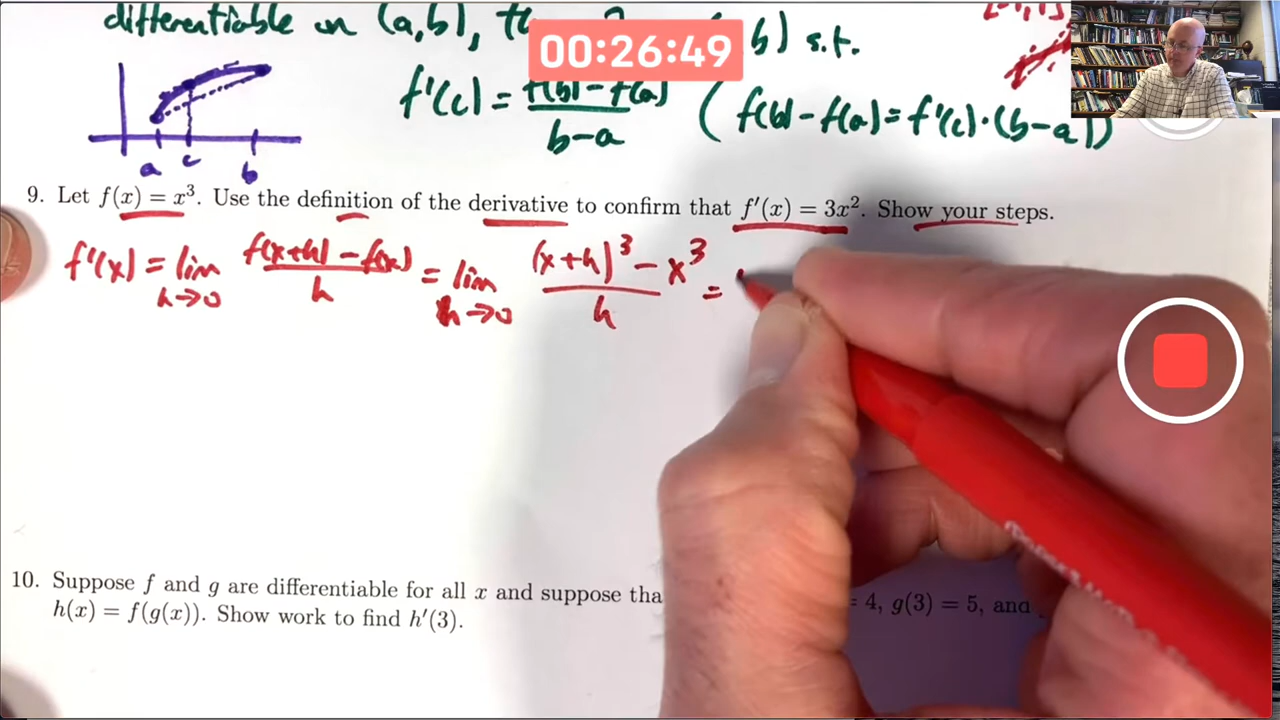 differentiable on (a,b), b) s.t.
00:26:49
f'(c) = f(b) - f(a) / b-a (f(b) - f(a) = f'(c)·(b-a))
a c b
9. Let f(x) = x³. Use the definition of the derivative to confirm that f′(x) = 3x². Show your steps.
f'(x) = lim h→0 f(x+h) - f(x) / h = lim h→0 (x+h)³ - x³ / h =
10. Suppose f and g are differentiable for all x and suppose tha = 4, g(3) = 5, and
h(x) = f(g(x)). Show work to find h′(3).